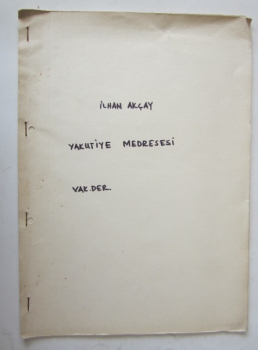 İLHAN AKÇAY
YAKUTİYE MEDRESESİ
VAK.DER.